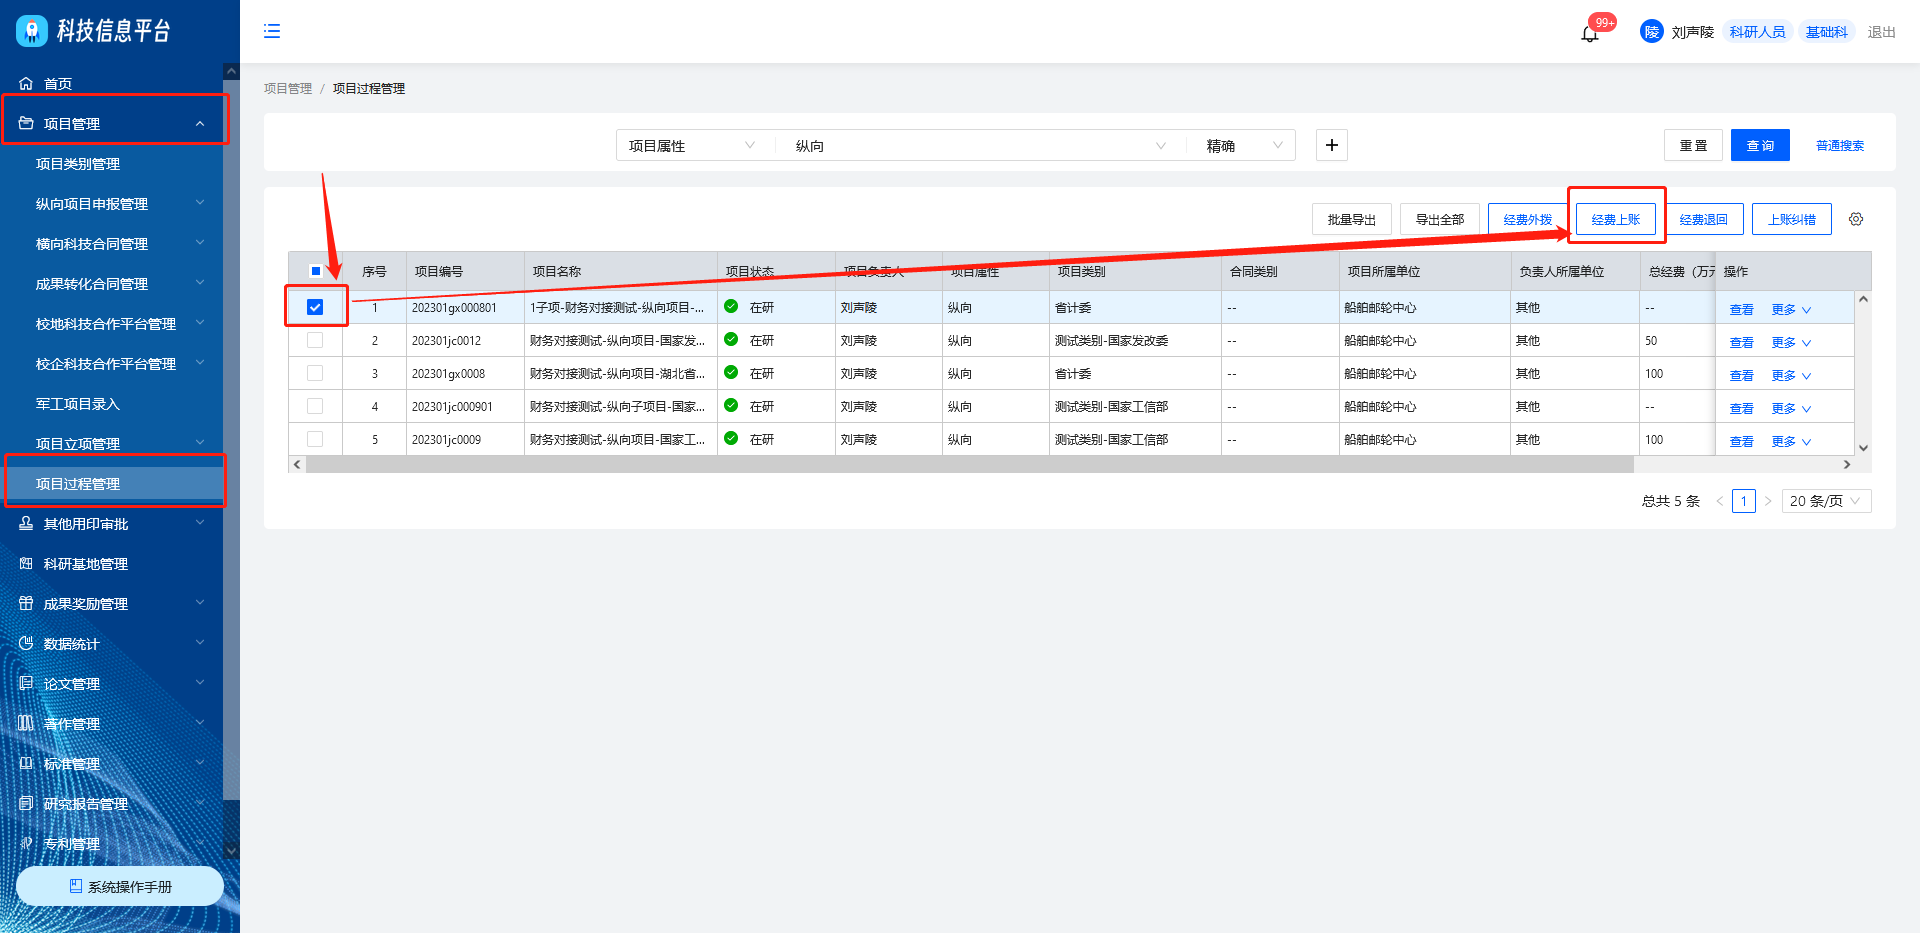 科技信息平台
首页
项目管理
项目类别管理
纵向项目申报管理
横向科技合同管理
成果转化合同管理
校地科技合作平台管理
校企科技合作平台管理
军工项目录入
项目立项管理
项目过程管理
其他用印审批
科研基地管理
成果奖励管理
数据统计
论文管理
著作管理
标准管理
研究报告管理
专利管理
系统操作手册
99+
陵 刘声陵 科研人员 基础科 退出
项目管理 / 项目过程管理
项目属性 纵向 精确 + 重置 查询 普通搜索
批量导出 导出全部 经费外拨 经费上账 经费退回 上账纠错
序号 项目编号 项目名称 项目状态 项目负责人 项目属性 项目类别 合同类别 项目所属单位 负责人所属单位 总经费（万元 操作
1 202301gx000801 1子项-财务对接测试-纵向项目-... 在研 刘声陵 纵向 省计委 -- 船舶邮轮中心 其他 -- 查看 更多
2 202301jc0012 财务对接测试-纵向项目-国家发... 在研 刘声陵 纵向 测试类别-国家发改委 -- 船舶邮轮中心 其他 50 查看 更多
3 202301gx0008 财务对接测试-纵向项目-湖北省... 在研 刘声陵 纵向 省计委 -- 船舶邮轮中心 其他 100 查看 更多
4 202301jc000901 财务对接测试-纵向子项目-国家... 在研 刘声陵 纵向 测试类别-国家工信部 -- 船舶邮轮中心 其他 -- 查看 更多
5 202301jc0009 财务对接测试-纵向项目-国家工... 在研 刘声陵 纵向 测试类别-国家工信部 -- 船舶邮轮中心 其他 100 查看 更多
总共 5 条 < 1 > 20 条/页